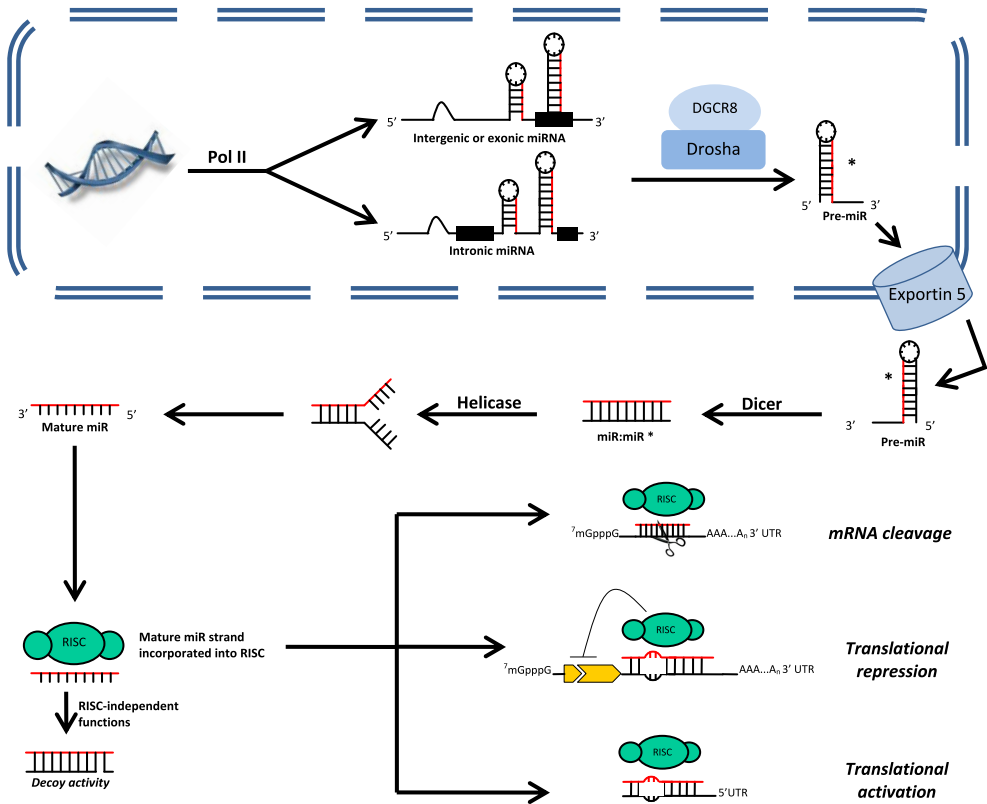 Pol II
5′ 3′
Intergenic or exonic miRNA
5′ 3′
Intronic miRNA
DGCR8
Drosha
*
5′ 3′
Pre-miR
Exportin 5
*
3′ 5′
Pre-miR
Dicer
miR:miR *
Helicase
3′ 5′
Mature miR
RISC
Mature miR strand
incorporated into RISC
RISC-independent
functions
Decoy activity
RISC
⁷mGpppG AAA...Aₙ 3′ UTR
mRNA cleavage
RISC
⁷mGpppG AAA...Aₙ 3′ UTR
Translational
repression
RISC
5′UTR
Translational
activation